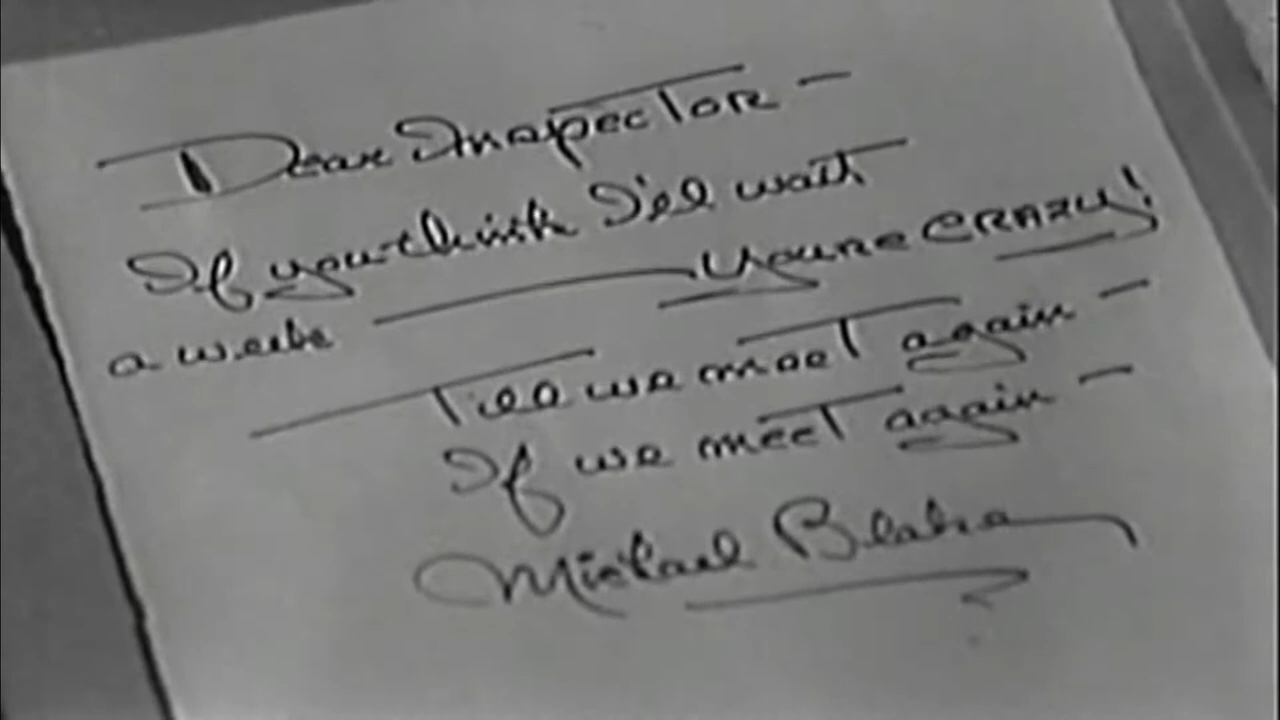 Dear Inspector -
If you think I'll wait
a week — you're CRAZY!
Till we meet again -
If we meet again -
Michael Blake